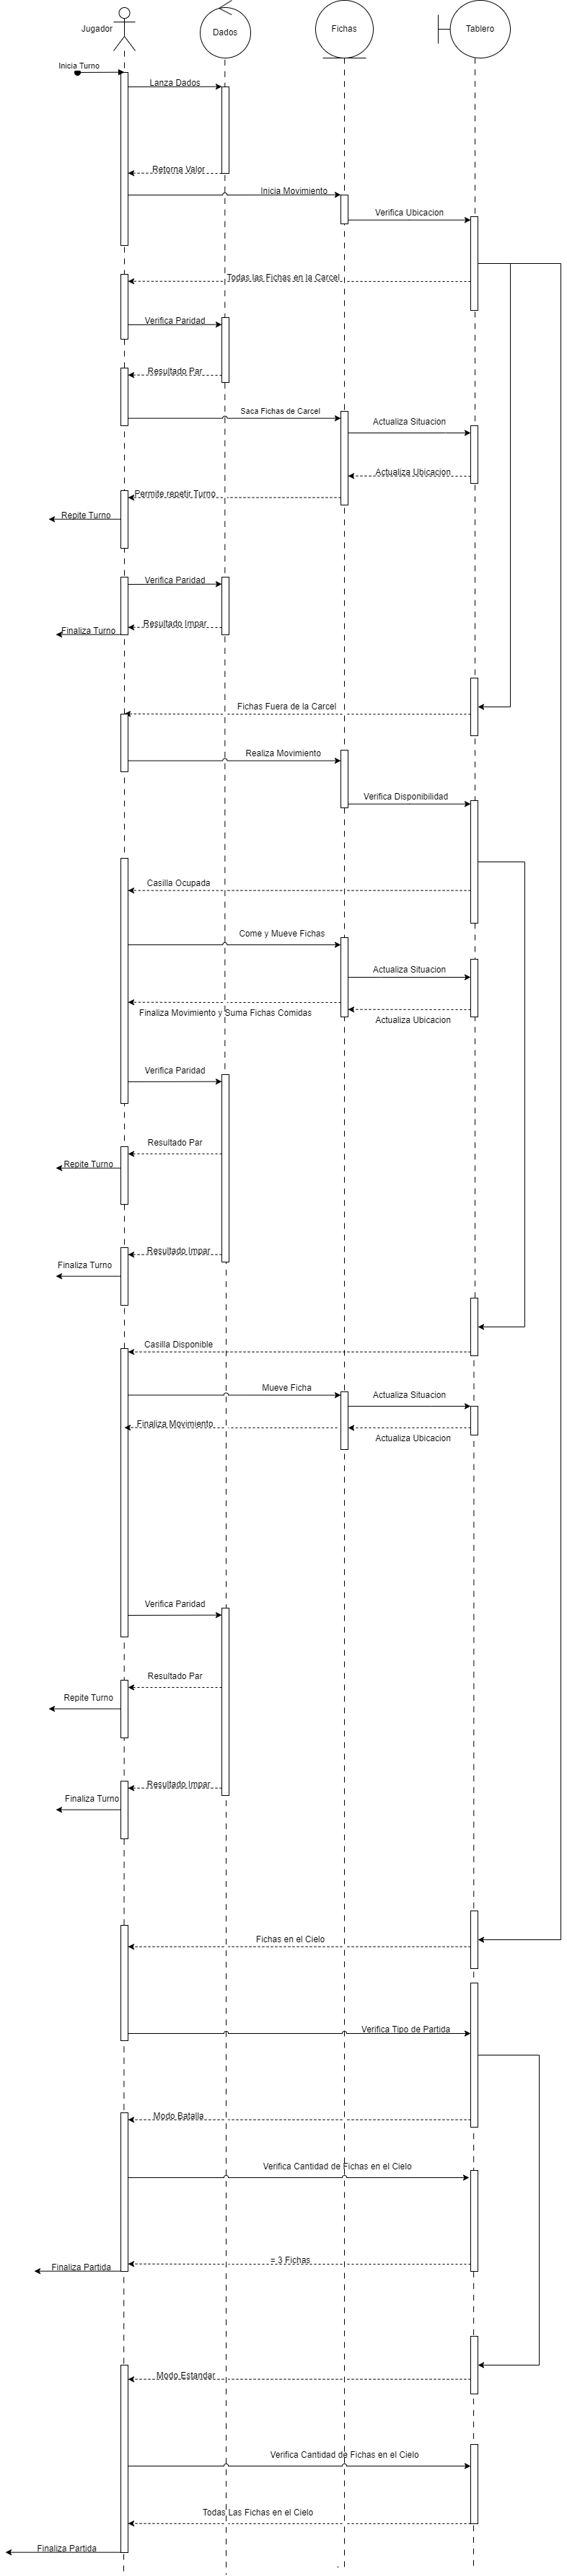 Jugador
Dados
Fichas
Tablero
Inicia Turno
Lanza Dados
Retorna Valor
Inicia Movimiento
Verifica Ubicacion
Todas las Fichas en la Carcel
Verifica Paridad
Resultado Par
Saca Fichas de Carcel
Actualiza Situacion
Actualiza Ubicacion
Permite repetir Turno
Repite Turno
Verifica Paridad
Resultado Impar
Finaliza Turno
Fichas Fuera de la Carcel
Realiza Movimiento
Verifica Disponibilidad
Casilla Ocupada
Come y Mueve Fichas
Actualiza Situacion
Finaliza Movimiento y Suma Fichas Comidas
Actualiza Ubicacion
Verifica Paridad
Resultado Par
Repite Turno
Resultado Impar
Finaliza Turno
Casilla Disponible
Mueve Ficha
Actualiza Situacion
Finaliza Movimiento
Actualiza Ubicacion
Verifica Paridad
Resultado Par
Repite Turno
Resultado Impar
Finaliza Turno
Fichas en el Cielo
Verifica Tipo de Partida
Modo Batalla
Verifica Cantidad de Fichas en el Cielo
= 3 Fichas
Finaliza Partida
Modo Estandar
Verifica Cantidad de Fichas en el Cielo
Todas Las Fichas en el Cielo
Finaliza Partida